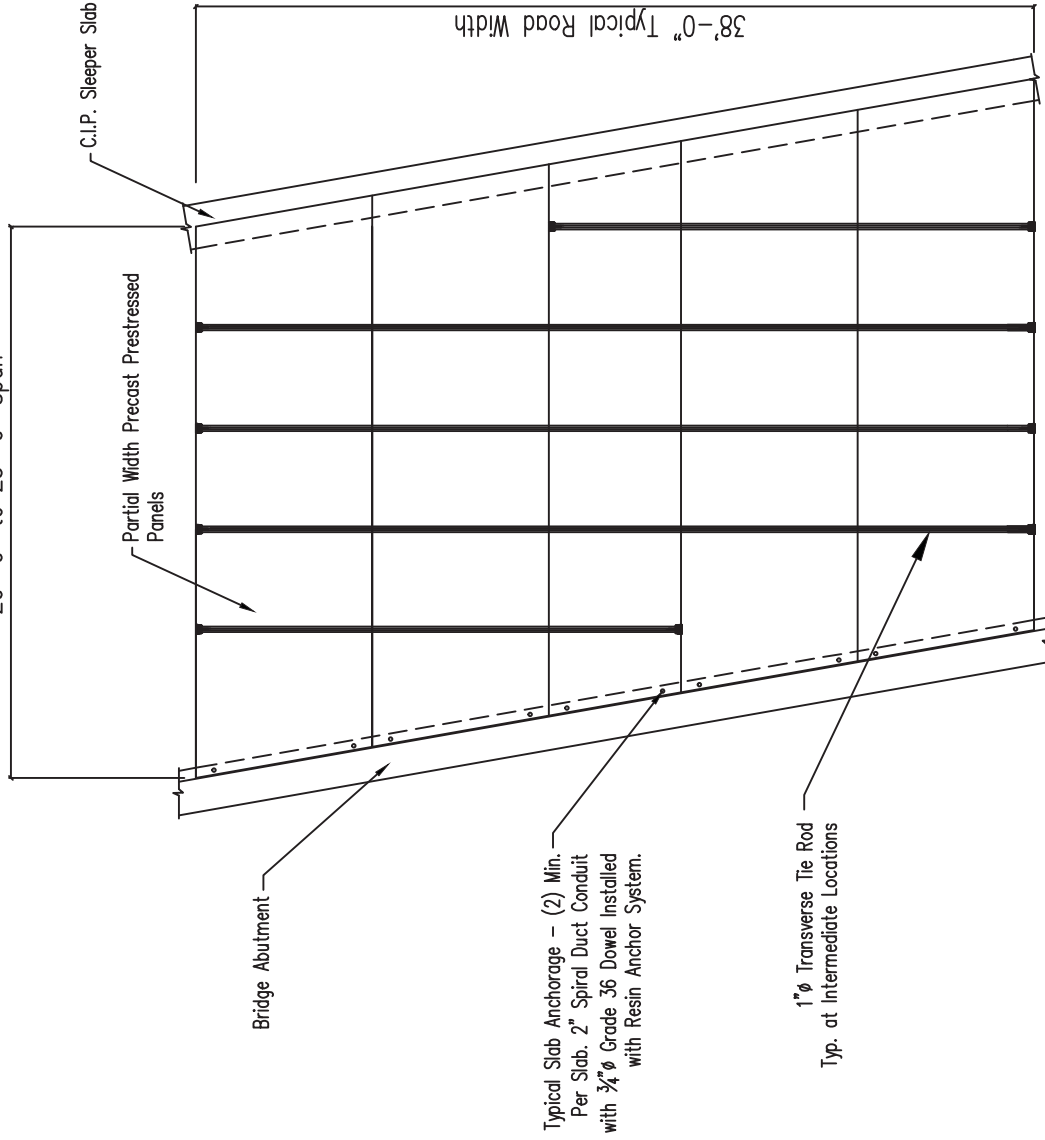 38'-0" Typical Road Width
C.I.P. Sleeper Slab
Partial Width Precast Prestressed
Panels
Bridge Abutment
Typical Slab Anchorage - (2) Min.
Per Slab. 2" Spiral Duct Conduit
with 3/4"ø Grade 36 Dowel Installed
with Resin Anchor System.
1"ø Transverse Tie Rod
Typ. at Intermediate Locations